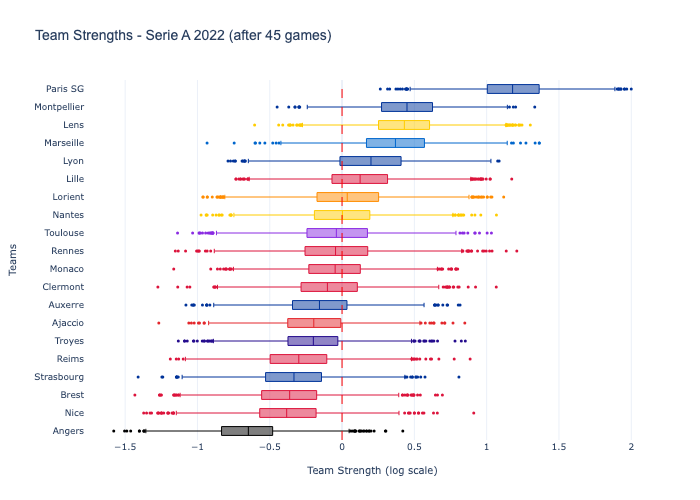 Team Strengths - Serie A 2022 (after 45 games)
Paris SG
Montpellier
Lens
Marseille
Lyon
Lille
Lorient
Nantes
Toulouse
Rennes
Monaco
Clermont
Auxerre
Ajaccio
Troyes
Reims
Strasbourg
Brest
Nice
Angers
Teams
−1.5 −1 −0.5 0 0.5 1 1.5 2
Team Strength (log scale)